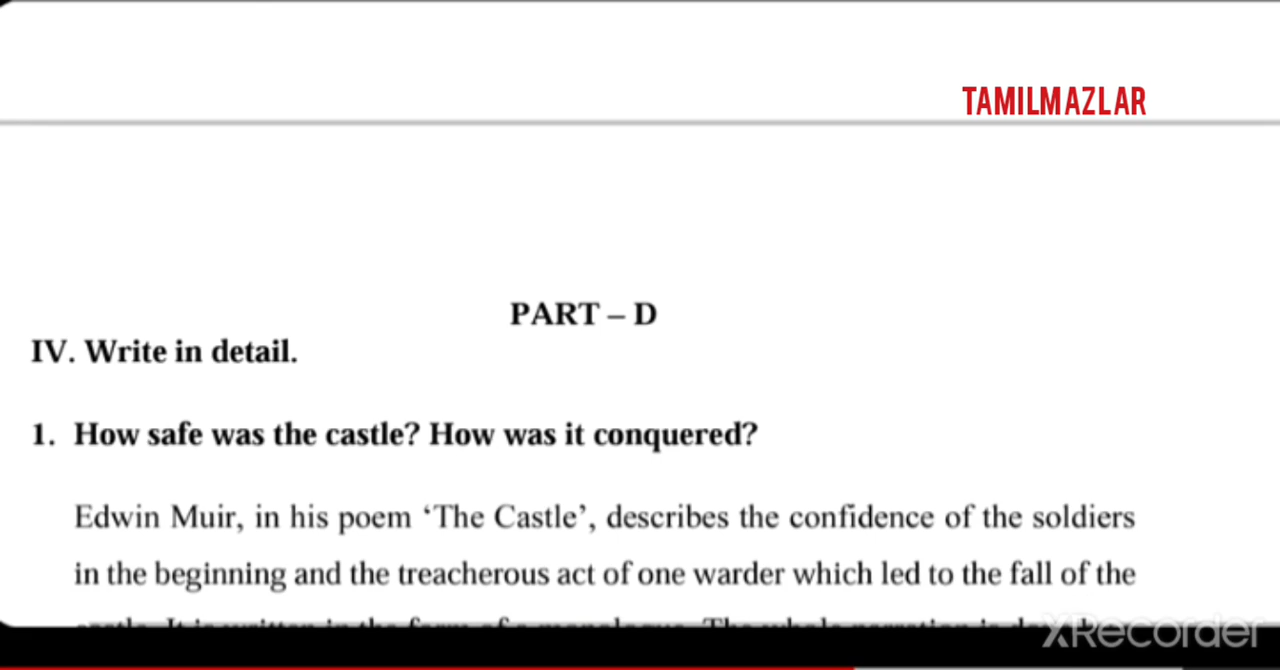 TAMILMAZLAR
PART – D
IV. Write in detail.
1. How safe was the castle? How was it conquered?
Edwin Muir, in his poem ‘The Castle’, describes the confidence of the soldiers
in the beginning and the treacherous act of one warder which led to the fall of the
XRecorder